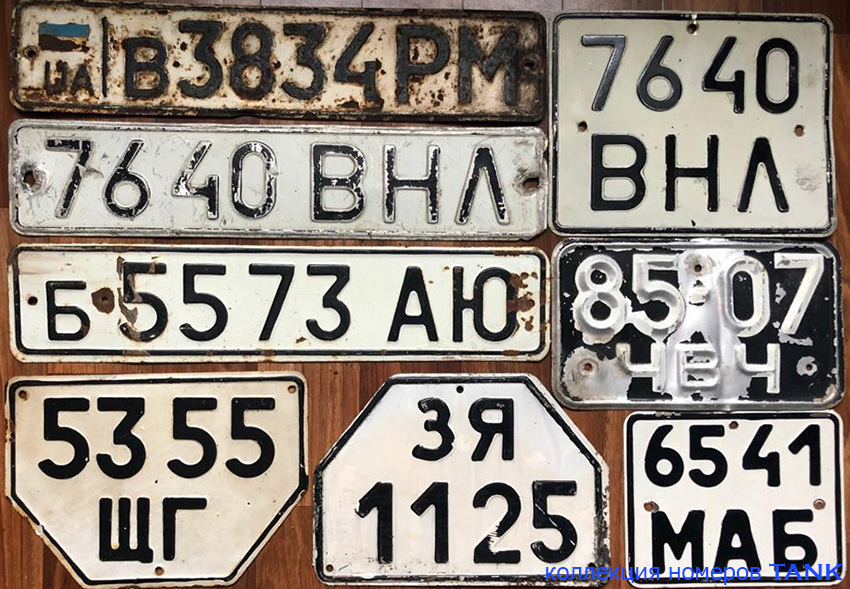 UA В3834РМ
7640 ВНЛ
7640
ВНЛ
Б 5573 АЮ
85-07
ЧВЧ
5355
ЩГ
ЗЯ
1125
6541
МАБ
коллекция номеров TANK